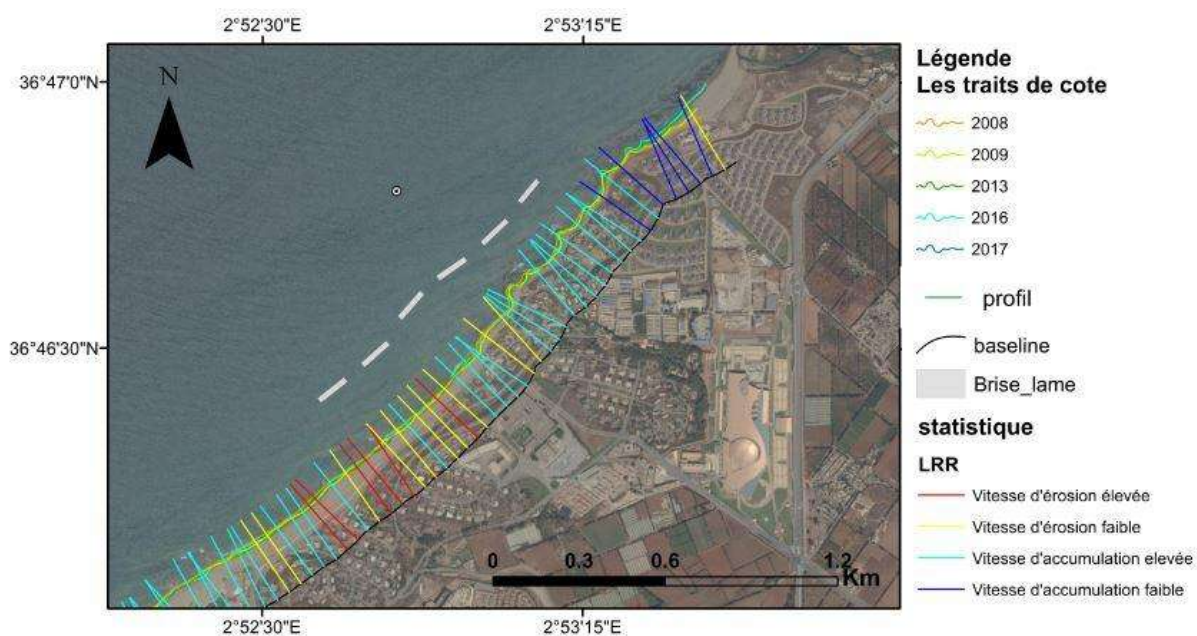 2°52'30"E
2°53'15"E
36°47'0"N
N
36°46'30"N
0 0.3 0.6 1.2
Km
2°52'30"E
2°53'15"E
Légende
Les traits de cote
2008
2009
2013
2016
2017
profil
baseline
Brise_lame
statistique
LRR
Vitesse d'érosion élevée
Vitesse d'érosion faible
Vitesse d'accumulation elevée
Vitesse d'accumulation faible